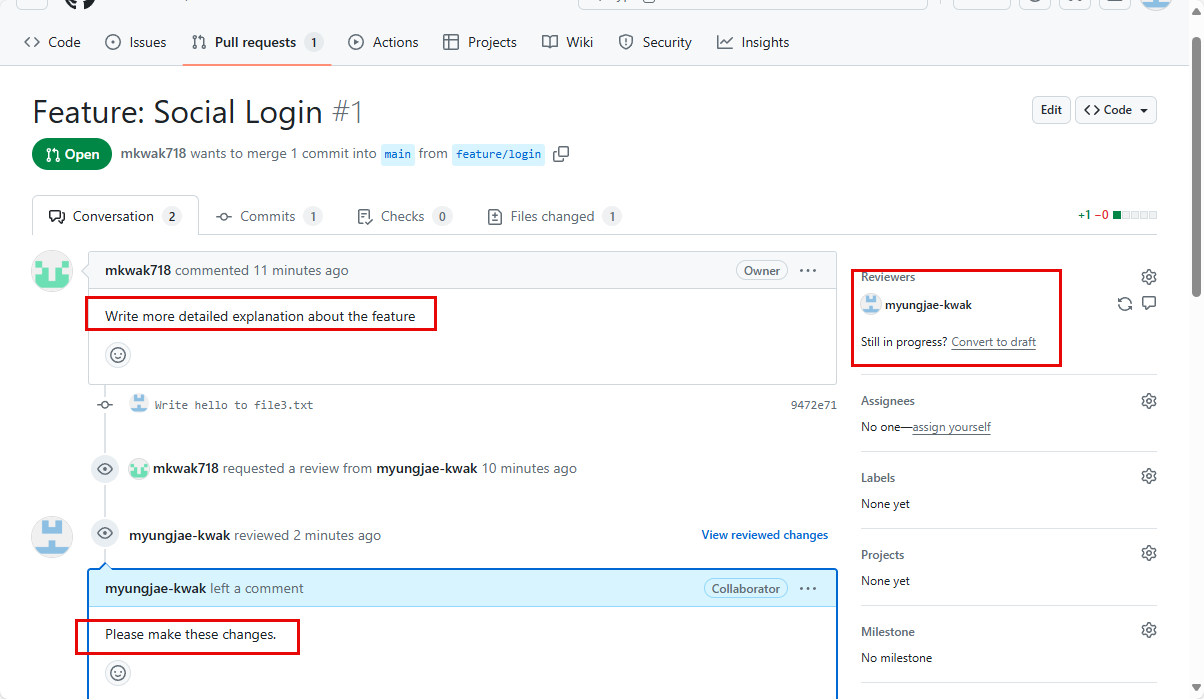 Code Issues Pull requests 1 Actions Projects Wiki Security Insights
Feature: Social Login #1
Edit
Code
Open
mkwak718 wants to merge 1 commit into main from feature/login
Conversation 2
Commits 1
Checks 0
Files changed 1
+1 −0
mkwak718 commented 11 minutes ago
Owner
Write more detailed explanation about the feature
Write hello to file3.txt
9472e71
mkwak718 requested a review from myungjae-kwak 10 minutes ago
myungjae-kwak reviewed 2 minutes ago
View reviewed changes
myungjae-kwak left a comment
Collaborator
Please make these changes.
Reviewers
myungjae-kwak
Still in progress? Convert to draft
Assignees
No one—assign yourself
Labels
None yet
Projects
None yet
Milestone
No milestone